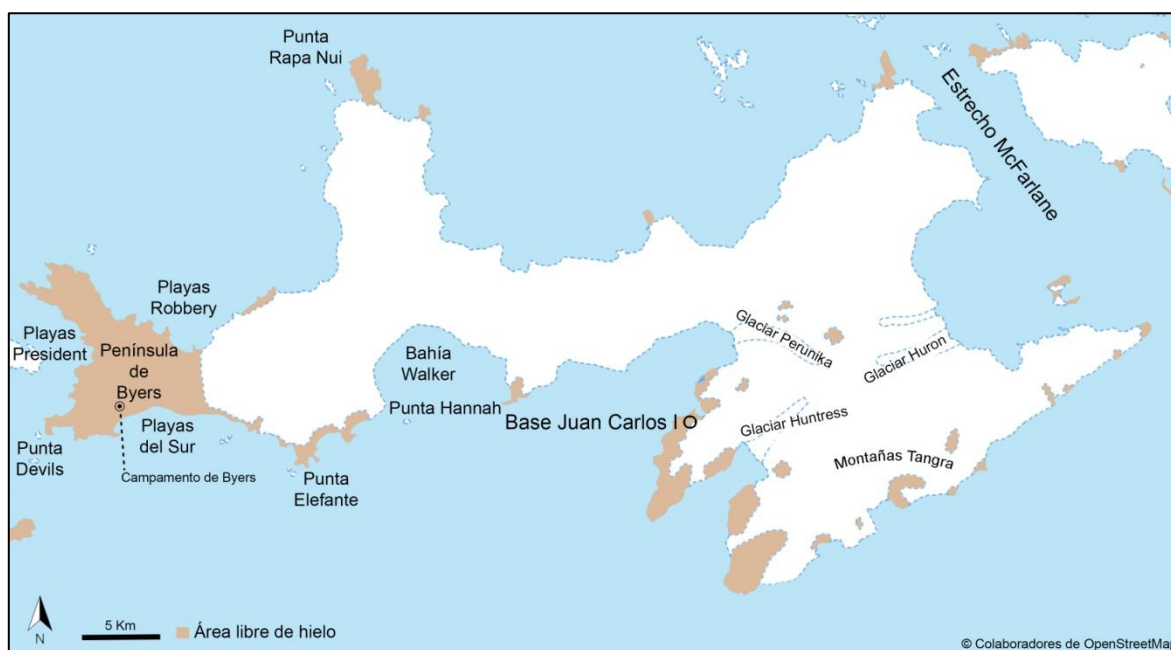 Punta
Rapa Nui
Estrecho McFarlane
Playas
Robbery
Playas
President
Península
de
Byers
Bahía
Walker
Glaciar Perunika
Glaciar Huron
Punta Hannah
Base Juan Carlos I
Glaciar Huntress
Playas
del Sur
Punta
Devils
Montañas Tangra
Campamento de Byers
Punta
Elefante
N
5 Km
Área libre de hielo
© Colaboradores de OpenStreetMap